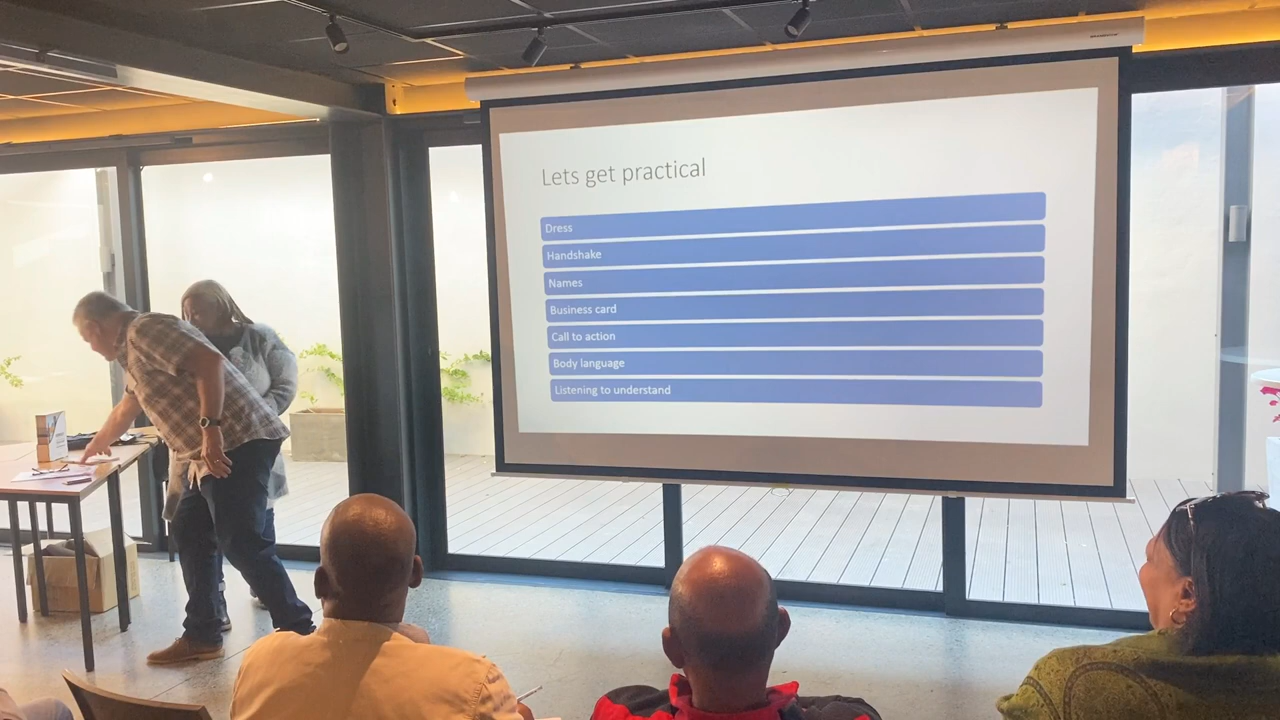 Lets get practical
Dress
Handshake
Names
Business card
Call to action
Body language
Listening to understand